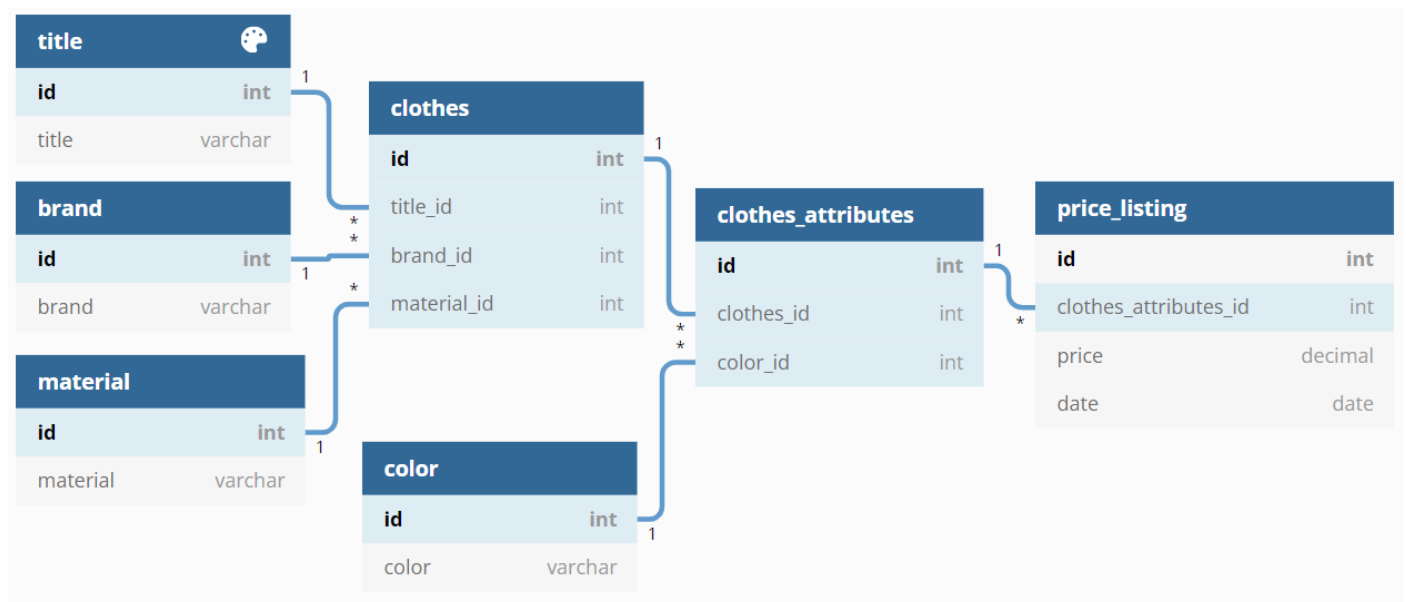 title
id int
title varchar
1
brand
id int
brand varchar
1
material
id int
material varchar
1
clothes
id int
title_id int
brand_id int
material_id int
*
*
*
1
color
id int
color varchar
1
clothes_attributes
id int
clothes_id int
color_id int
*
*
1
price_listing
id int
clothes_attributes_id int
price decimal
date date
*